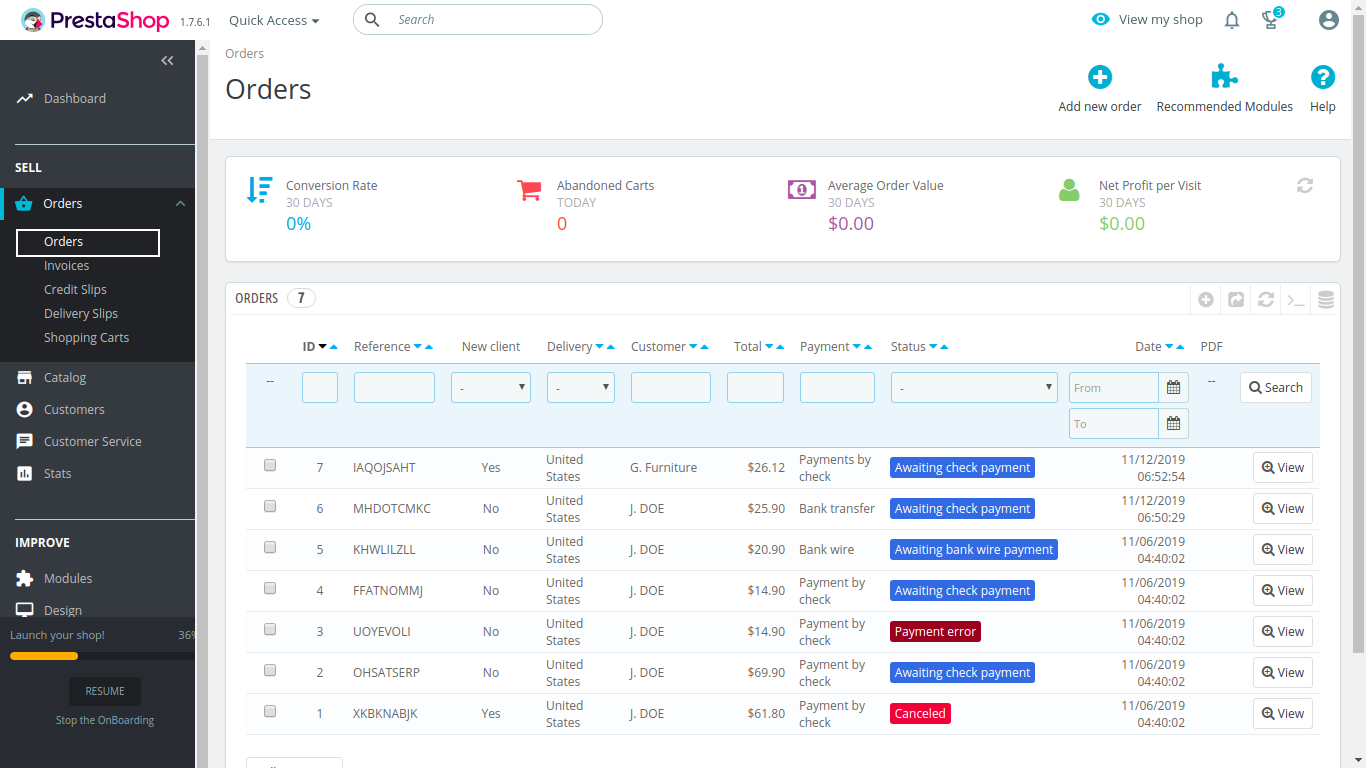 PrestaShop 1.7.6.1 Quick Access Search View my shop 3
Orders
Orders
Add new order Recommended Modules Help
Dashboard
SELL
Orders
Orders
Invoices
Credit Slips
Delivery Slips
Shopping Carts
Catalog
Customers
Customer Service
Stats
IMPROVE
Modules
Design
Launch your shop! 36%
RESUME
Stop the OnBoarding
Conversion Rate
30 DAYS
0%
Abandoned Carts
TODAY
0
Average Order Value
30 DAYS
$0.00
Net Profit per Visit
30 DAYS
$0.00
ORDERS 7
ID Reference New client Delivery Customer Total Payment Status Date PDF
-- - - - From -- Search
To
7 IAQOJSAHT Yes United States G. Furniture $26.12 Payments by check Awaiting check payment 11/12/2019 06:52:54 View
6 MHDOTCMKC No United States J. DOE $25.90 Bank transfer Awaiting check payment 11/12/2019 06:50:29 View
5 KHWLILZLL No United States J. DOE $20.90 Bank wire Awaiting bank wire payment 11/06/2019 04:40:02 View
4 FFATNOMMJ No United States J. DOE $14.90 Payment by check Awaiting check payment 11/06/2019 04:40:02 View
3 UOYEVOLI No United States J. DOE $14.90 Payment by check Payment error 11/06/2019 04:40:02 View
2 OHSATSERP No United States J. DOE $69.90 Payment by check Awaiting check payment 11/06/2019 04:40:02 View
1 XKBKNABJK Yes United States J. DOE $61.80 Payment by check Canceled 11/06/2019 04:40:02 View